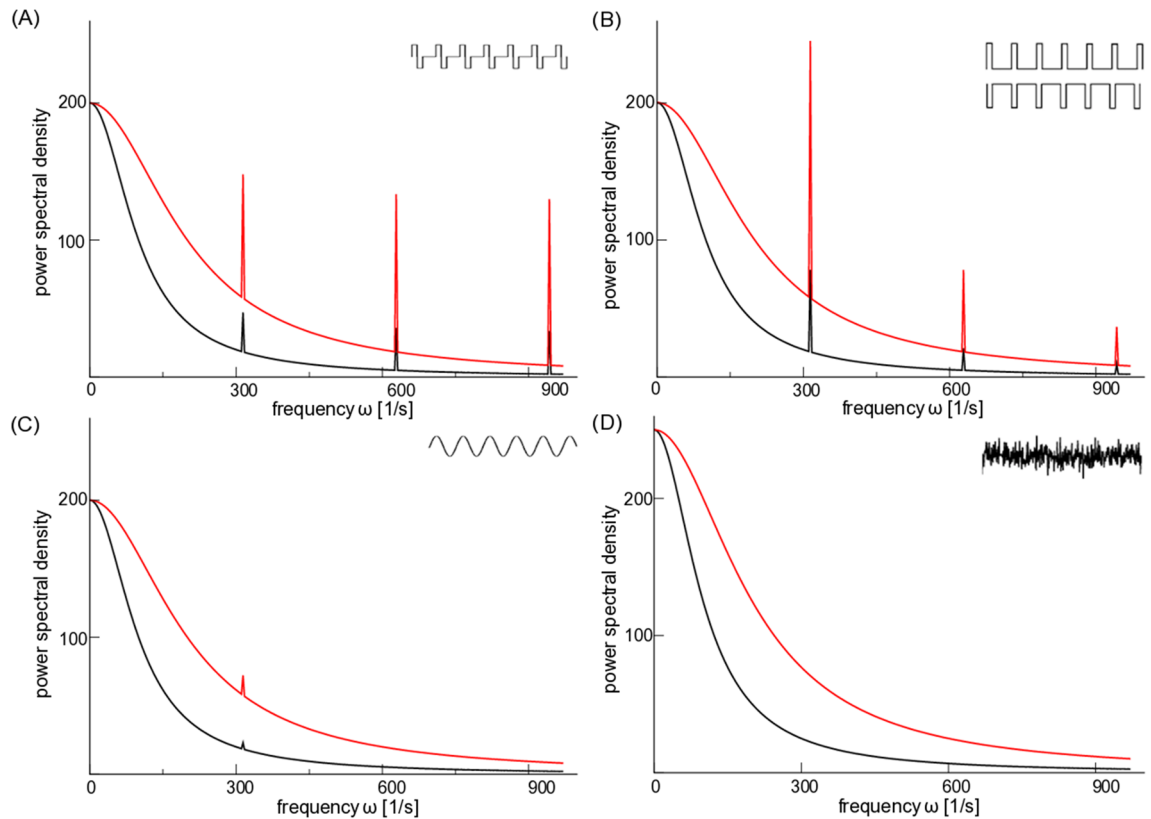 (A)
power spectral density
200
100
0
300
600
900
frequency ω [1/s]
(B)
power spectral density
200
100
0
300
600
900
frequency ω [1/s]
(C)
power spectral density
200
100
0
300
600
900
frequency ω [1/s]
(D)
power spectral density
200
100
0
300
600
900
frequency ω [1/s]